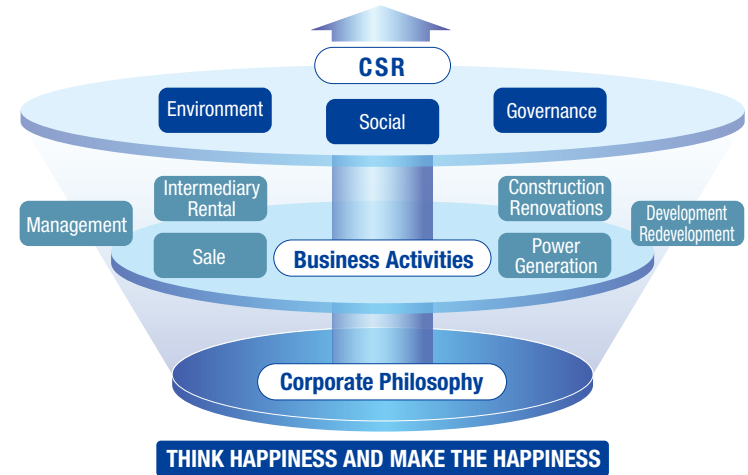 CSR
Environment
Social
Governance
Management
Intermediary
Rental
Construction
Renovations
Development
Redevelopment
Sale
Business Activities
Power
Generation
Corporate Philosophy
THINK HAPPINESS AND MAKE THE HAPPINESS